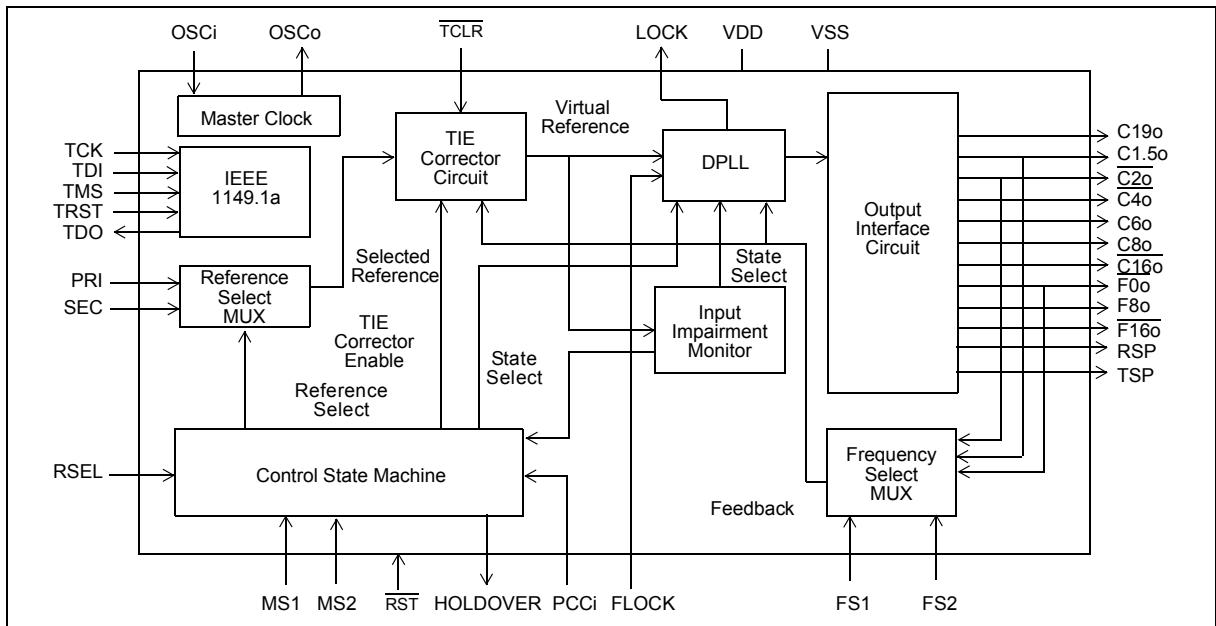 OSCi
OSCo
TCLR
LOCK
VDD
VSS
Master Clock
TIE
Corrector
Circuit
Virtual
Reference
DPLL
Output
Interface
Circuit
TCK
TDI
TMS
TRST
TDO
IEEE
1149.1a
C19o
C1.5o
C2o
C4o
C6o
C8o
C16o
F0o
F8o
F16o
RSP
TSP
PRI
SEC
Reference
Select
MUX
Selected
Reference
State
Select
Input
Impairment
Monitor
TIE
Corrector
Enable
Reference
Select
State
Select
RSEL
Control State Machine
Frequency
Select
MUX
Feedback
MS1
MS2
RST
HOLDOVER
PCCi
FLOCK
FS1
FS2